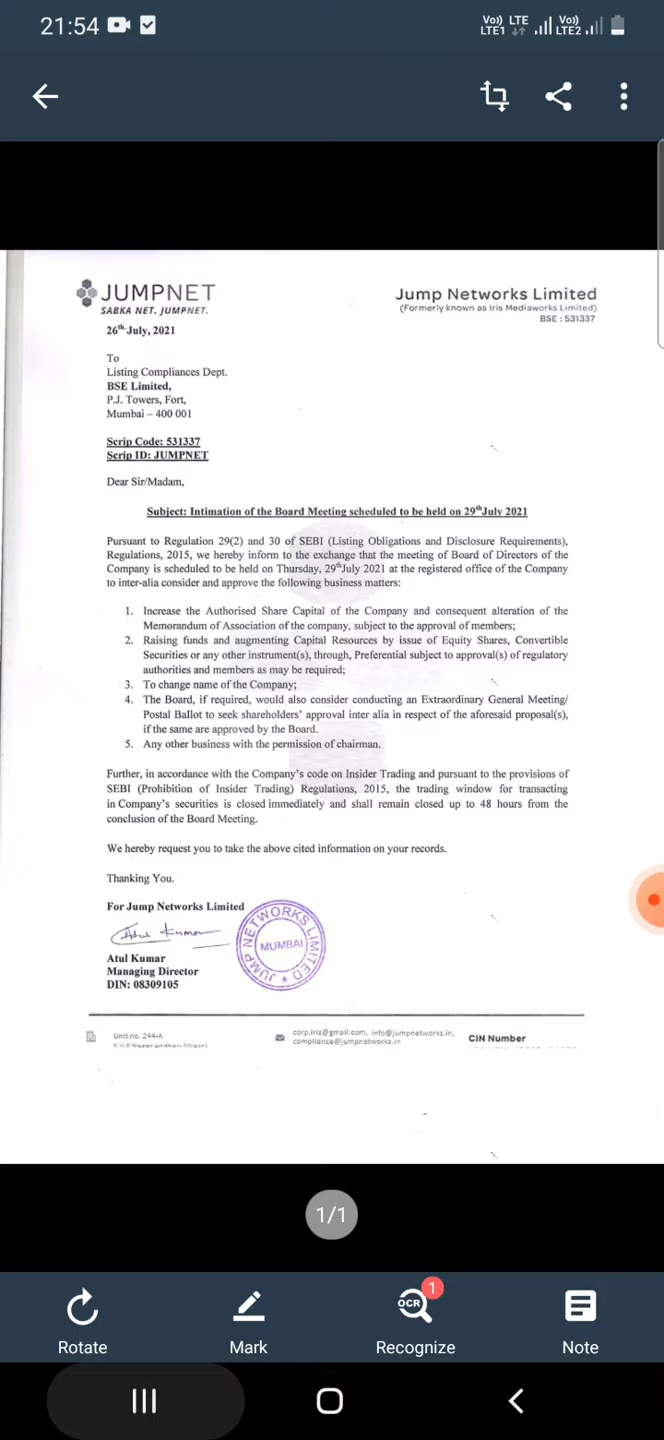 21:54
Vo)) LTE Vo))
LTE1 LTE2
JUMPNET
SABKA NET. JUMPNET.
Jump Networks Limited
(Formerly known as Iris Mediaworks Limited)
BSE : 531337
26th July, 2021
To
Listing Compliances Dept.
BSE Limited,
P.J. Towers, Fort,
Mumbai – 400 001
Scrip Code: 531337
Scrip ID: JUMPNET
Dear Sir/Madam,
Subject: Intimation of the Board Meeting scheduled to be held on 29th July 2021
Pursuant to Regulation 29(2) and 30 of SEBI (Listing Obligations and Disclosure Requirements),
Regulations, 2015, we hereby inform to the exchange that the meeting of Board of Directors of the
Company is scheduled to be held on Thursday, 29th July 2021 at the registered office of the Company
to inter-alia consider and approve the following business matters:
1. Increase the Authorised Share Capital of the Company and consequent alteration of the
Memorandum of Association of the company, subject to the approval of members;
2. Raising funds and augmenting Capital Resources by issue of Equity Shares, Convertible
Securities or any other instrument(s), through, Preferential subject to approval(s) of regulatory
authorities and members as may be required;
3. To change name of the Company;
4. The Board, if required, would also consider conducting an Extraordinary General Meeting/
Postal Ballot to seek shareholders' approval inter alia in respect of the aforesaid proposal(s),
if the same are approved by the Board.
5. Any other business with the permission of chairman.
Further, in accordance with the Company's code on Insider Trading and pursuant to the provisions of
SEBI (Prohibition of Insider Trading) Regulations, 2015, the trading window for transacting
in Company's securities is closed immediately and shall remain closed up to 48 hours from the
conclusion of the Board Meeting.
We hereby request you to take the above cited information on your records.
Thanking You.
For Jump Networks Limited
Atul Kumar
JUMP NETWORKS LIMITED
MUMBAI
Atul Kumar
Managing Director
DIN: 08309105
Unit no. 244-A
corp.iris@gmail.com, info@jumpnetworks.in,
compliance@jumpnetworks.in
CIN Number
1/1
OCR
1
Rotate
Mark
Recognize
Note